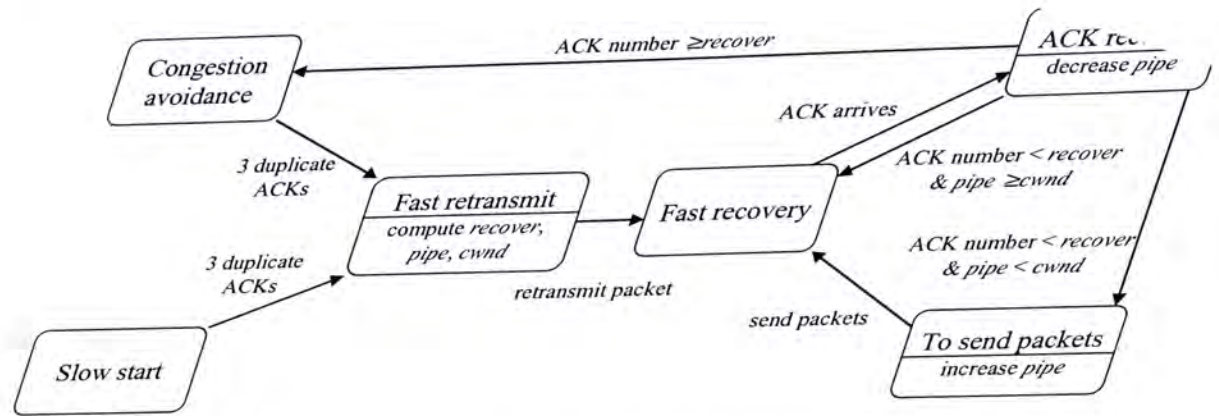 ACK number ≥recover
ACK
decrease pipe
Congestion
avoidance
ACK arrives
3 duplicate
ACKs
ACK number < recover
& pipe ≥cwnd
Fast retransmit
compute recover,
pipe, cwnd
Fast recovery
3 duplicate
ACKs
retransmit packet
ACK number < recover
& pipe < cwnd
send packets
To send packets
increase pipe
Slow start